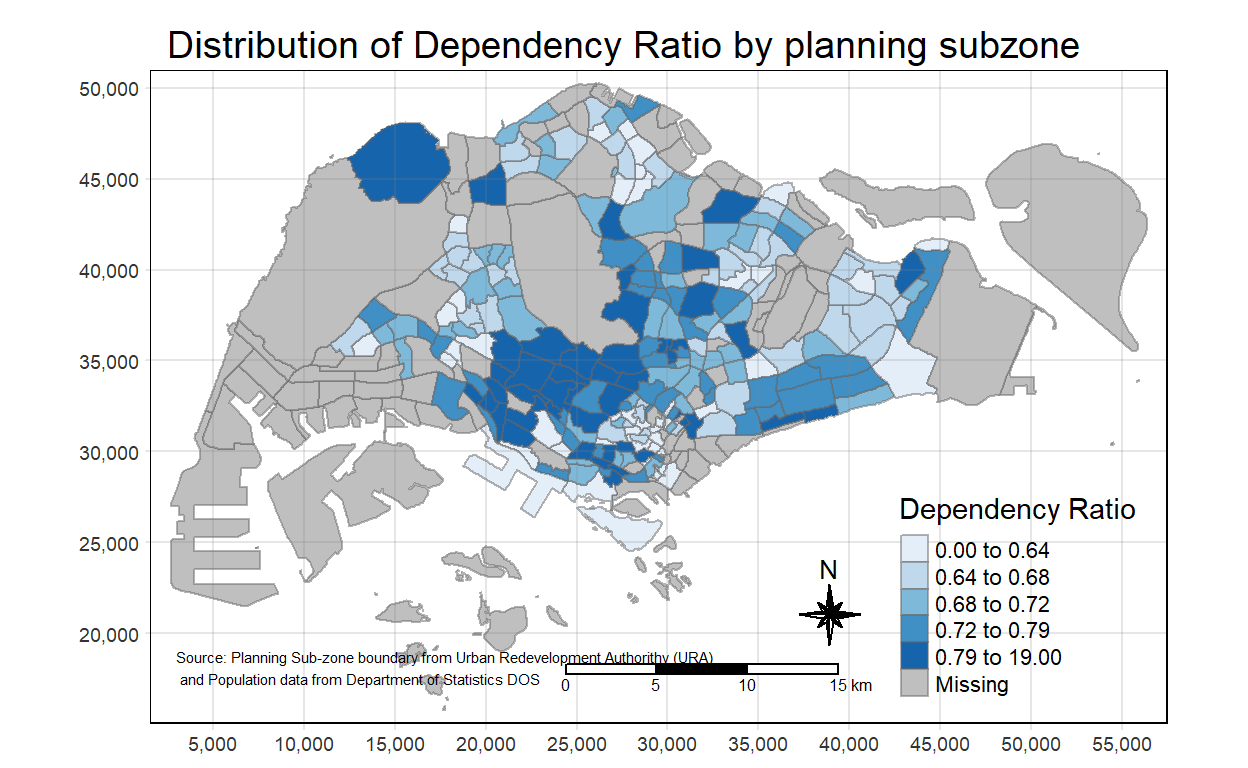 Distribution of Dependency Ratio by planning subzone
50,000
45,000
40,000
35,000
30,000
25,000
20,000
Dependency Ratio
0.00 to 0.64
0.64 to 0.68
0.68 to 0.72
0.72 to 0.79
0.79 to 19.00
Missing
N
Source: Planning Sub-zone boundary from Urban Redevelopment Authorithy (URA)
and Population data from Department of Statistics DOS
0 5 10 15 km
5,000 10,000 15,000 20,000 25,000 30,000 35,000 40,000 45,000 50,000 55,000